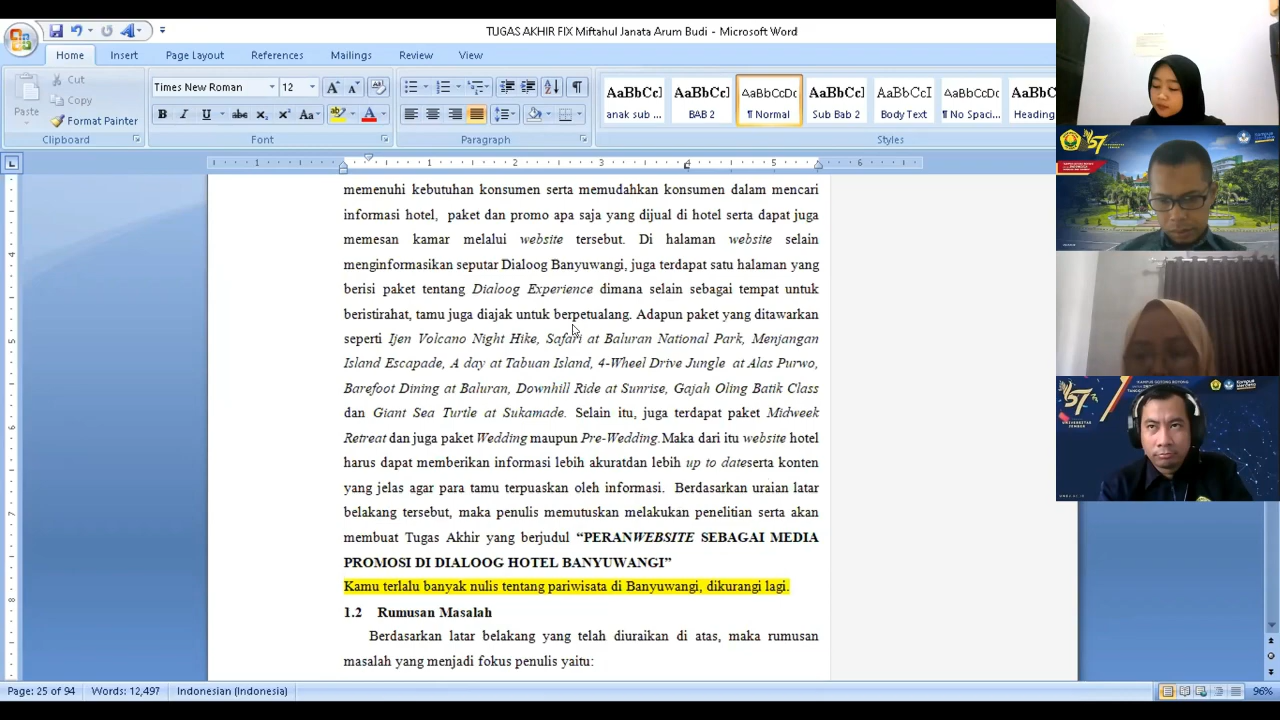 TUGAS AKHIR FIX Miftahul Janata Arum Budi - Microsoft Word
Home Insert Page Layout References Mailings Review View
Cut
Copy
Format Painter
Paste
Clipboard
Times New Roman 12
Font
Paragraph
AaBbCcI AaBbCc AaBbCcDc AaBbCcI AaBbCcI AaBbCcDc AaBbC
anak sub ... BAB 2 ¶ Normal Sub Bab 2 Body Text ¶ No Spaci... Heading
Styles
memenuhi kebutuhan konsumen serta memudahkan konsumen dalam mencari
informasi hotel, paket dan promo apa saja yang dijual di hotel serta dapat juga
memesan kamar melalui website tersebut. Di halaman website selain
menginformasikan seputar Dialoog Banyuwangi, juga terdapat satu halaman yang
berisi paket tentang Dialoog Experience dimana selain sebagai tempat untuk
beristirahat, tamu juga diajak untuk berpetualang. Adapun paket yang ditawarkan
seperti Ijen Volcano Night Hike, Safari at Baluran National Park, Menjangan
Island Escapade, A day at Tabuan Island, 4-Wheel Drive Jungle at Alas Purwo,
Barefoot Dining at Baluran, Downhill Ride at Sunrise, Gajah Oling Batik Class
dan Giant Sea Turtle at Sukamade. Selain itu, juga terdapat paket Midweek
Retreat dan juga paket Wedding maupun Pre-Wedding.Maka dari itu website hotel
harus dapat memberikan informasi lebih akuratdan lebih up to dateserta konten
yang jelas agar para tamu terpuaskan oleh informasi. Berdasarkan uraian latar
belakang tersebut, maka penulis memutuskan melakukan penelitian serta akan
membuat Tugas Akhir yang berjudul “PERANWEBSITE SEBAGAI MEDIA
PROMOSI DI DIALOOG HOTEL BANYUWANGI”
Kamu terlalu banyak nulis tentang pariwisata di Banyuwangi, dikurangi lagi.
1.2 Rumusan Masalah
Berdasarkan latar belakang yang telah diuraikan di atas, maka rumusan
masalah yang menjadi fokus penulis yaitu:
Page: 25 of 94 Words: 12,497 Indonesian (Indonesia) 96%